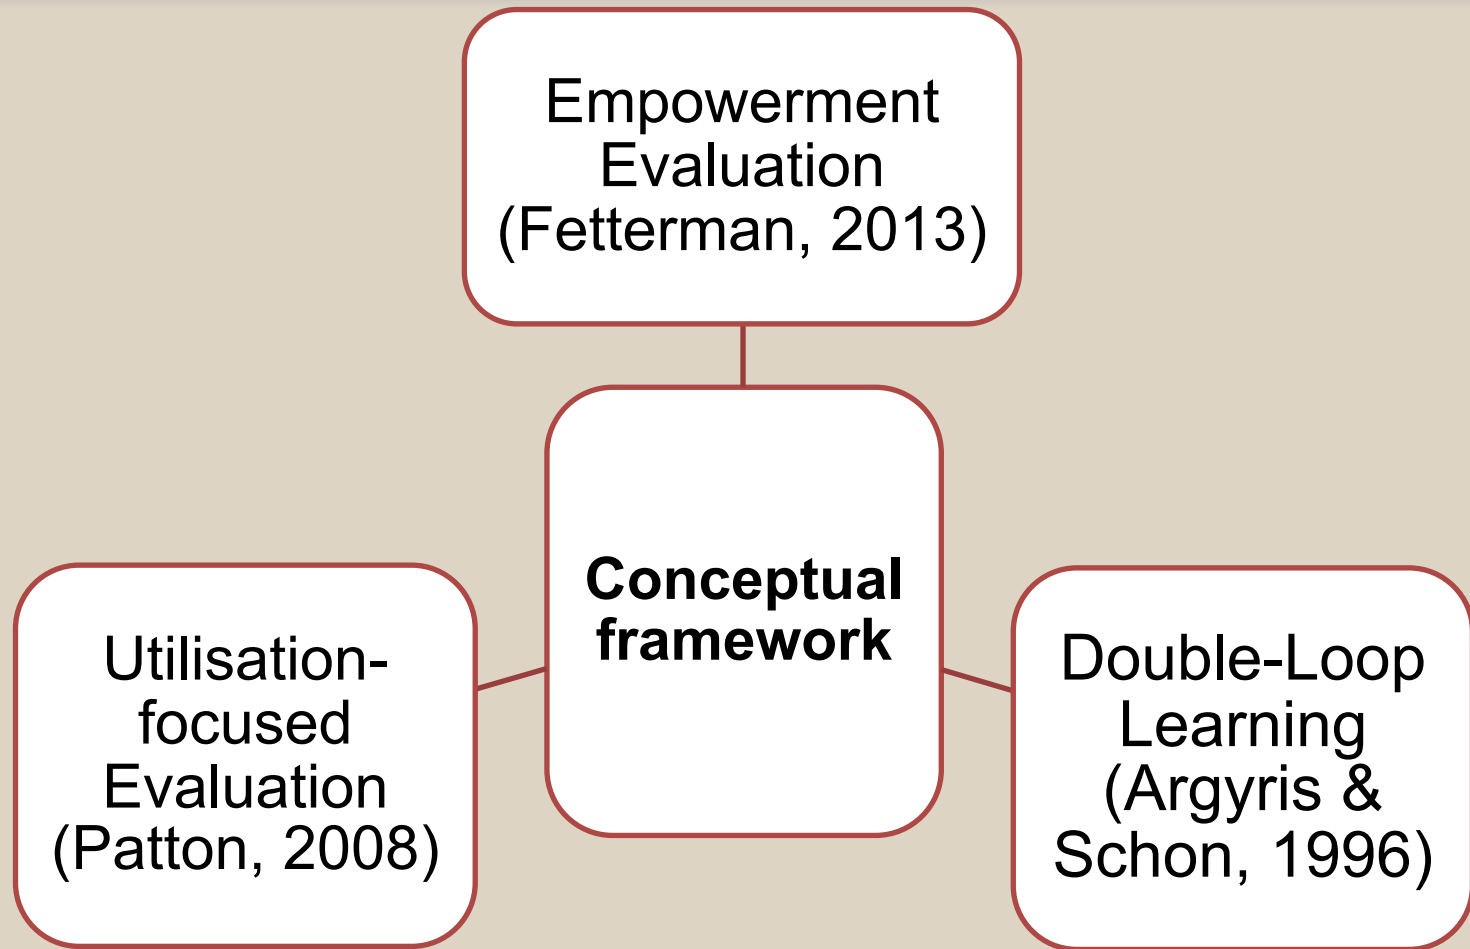 Empowerment
Evaluation
(Fetterman, 2013)
Conceptual
framework
Utilisation-
focused
Evaluation
(Patton, 2008)
Double-Loop
Learning
(Argyris &
Schon, 1996)